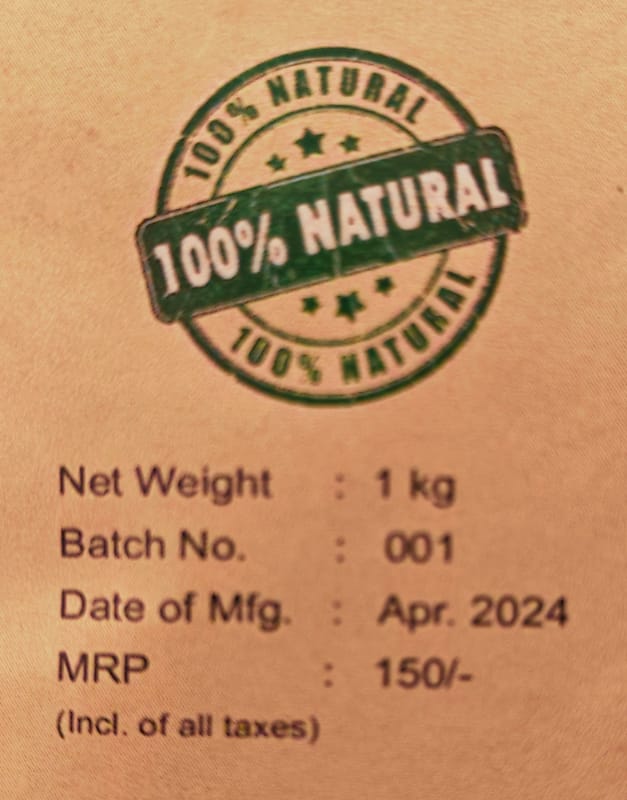 100% NATURAL
100% NATURAL
100% NATURAL
Net Weight : 1 kg
Batch No. : 001
Date of Mfg. : Apr. 2024
MRP : 150/-
(Incl. of all taxes)